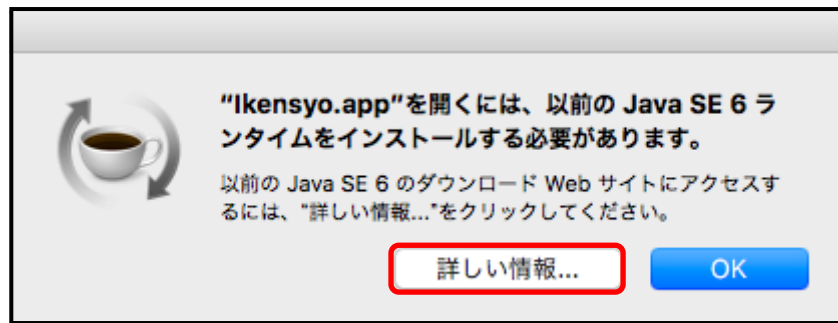 “Ikensyo.app”を開くには、以前の Java SE 6 ラ
ンタイムをインストールする必要があります。
以前の Java SE 6 のダウンロード Web サイトにアクセスす
るには、“詳しい情報...”をクリックしてください。
詳しい情報...
OK